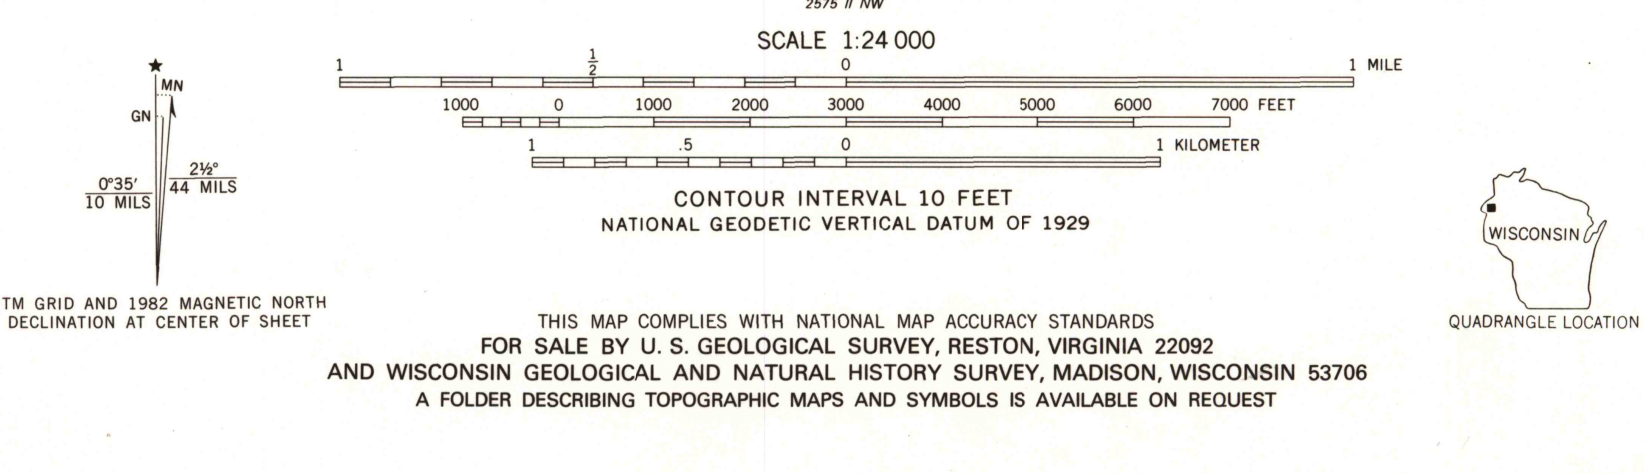 2575 II NW
SCALE 1:24 000
1 1/2 0 1 MILE
1000 0 1000 2000 3000 4000 5000 6000 7000 FEET
1 .5 0 1 KILOMETER
CONTOUR INTERVAL 10 FEET
NATIONAL GEODETIC VERTICAL DATUM OF 1929
★
MN
GN
0°35′
10 MILS
2½°
44 MILS
TM GRID AND 1982 MAGNETIC NORTH
DECLINATION AT CENTER OF SHEET
WISCONSIN
QUADRANGLE LOCATION
THIS MAP COMPLIES WITH NATIONAL MAP ACCURACY STANDARDS
FOR SALE BY U. S. GEOLOGICAL SURVEY, RESTON, VIRGINIA 22092
AND WISCONSIN GEOLOGICAL AND NATURAL HISTORY SURVEY, MADISON, WISCONSIN 53706
A FOLDER DESCRIBING TOPOGRAPHIC MAPS AND SYMBOLS IS AVAILABLE ON REQUEST